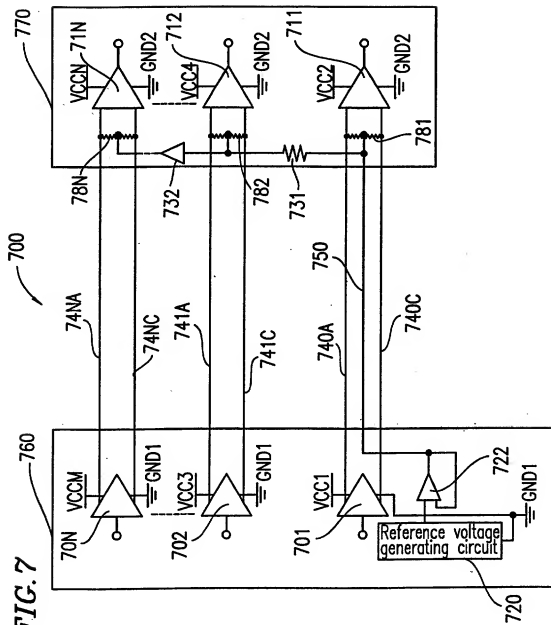 FIG. 7
700
760
770
VCCM
70N
GND1
74NA
74NC
78N
VCCN
71N
GND2
732
VCC3
702
GND1
741A
741C
782
VCC4
712
GND2
731
VCC1
701
740A
750
740C
VCC2
711
GND2
781
722
Reference voltage
generating circuit
GND1
720